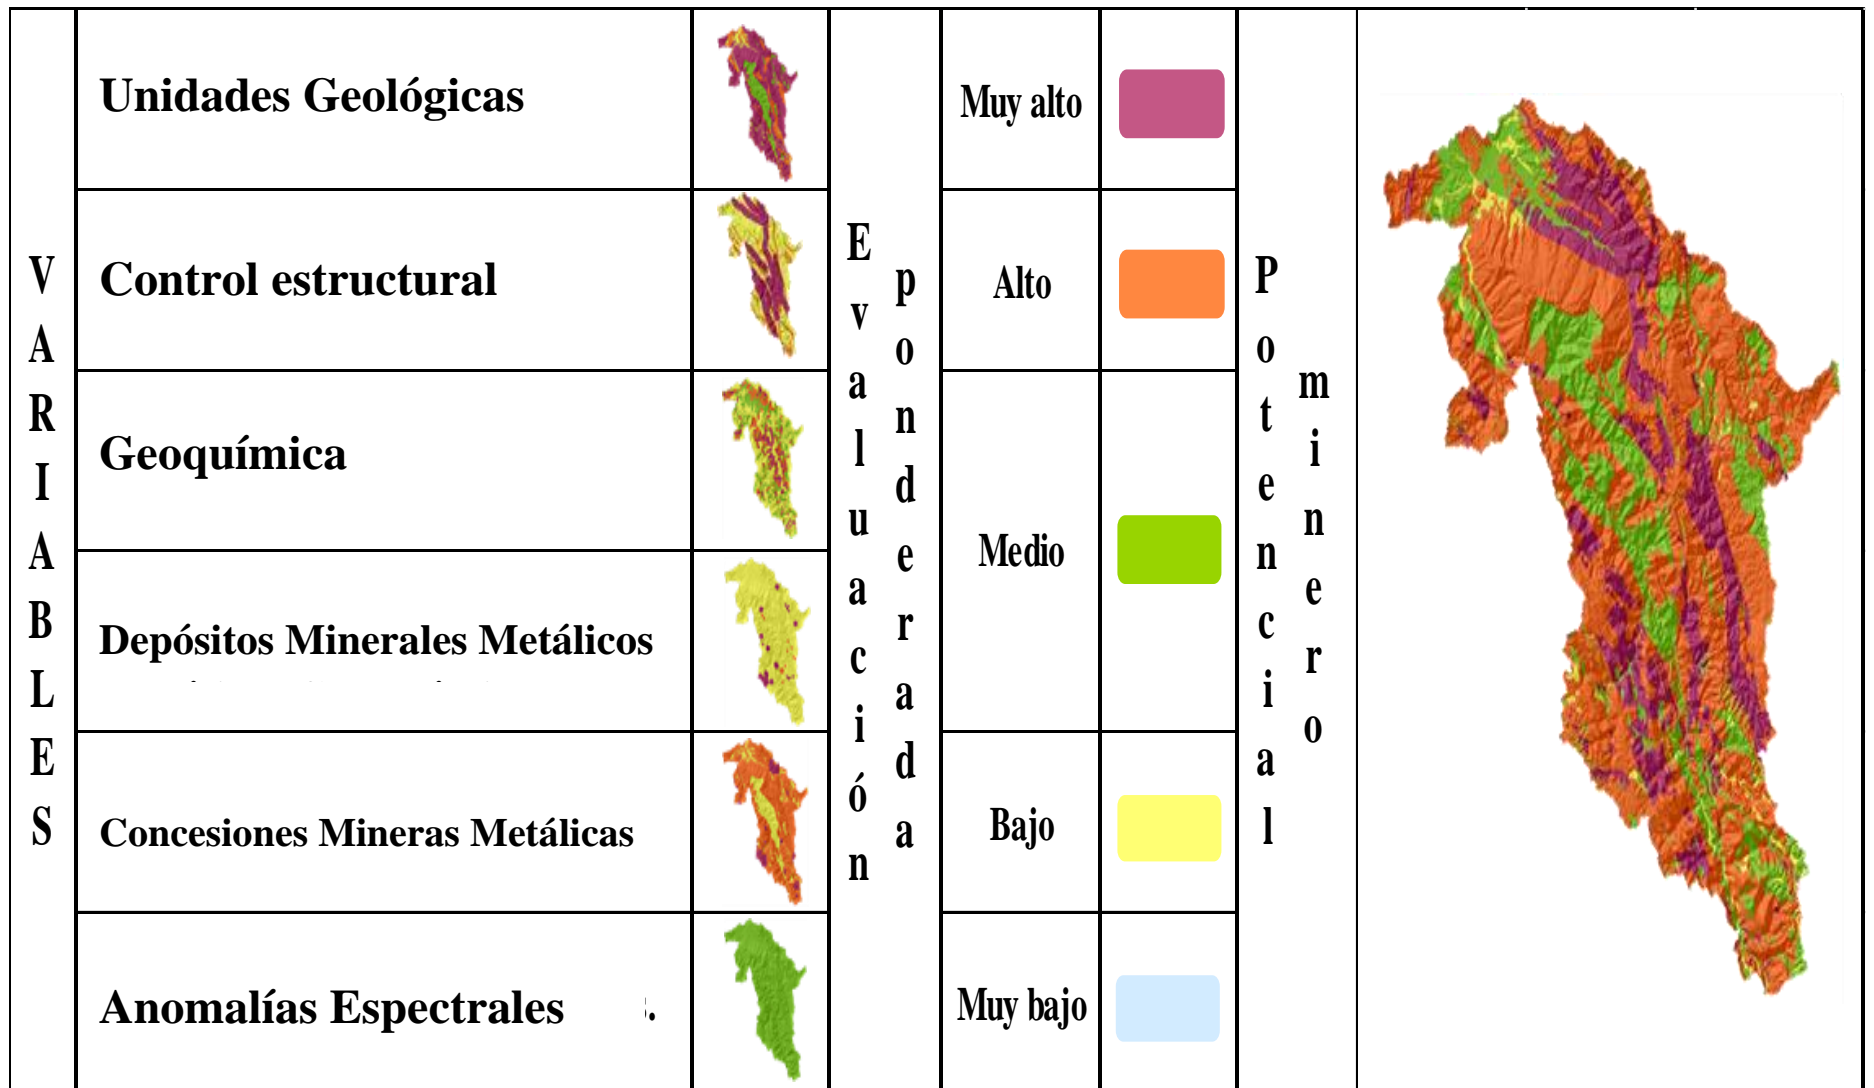 VARIABLES
Unidades Geológicas
Control estructural
Geoquímica
Depósitos Minerales Metálicos
Concesiones Mineras Metálicas
Anomalías Espectrales
Evaluación
ponderada
Muy alto
Alto
Medio
Bajo
Muy bajo
Potencial
minero